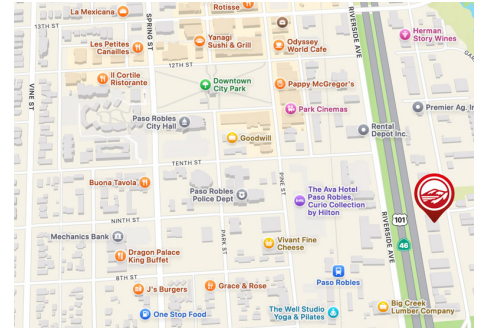 La Mexicana
Rotisse
SPRING ST
RIVERSIDE AVE
Herman
Story Wines
Les Petites
Canailles
Yanagi
Sushi & Grill
Odyssey
World Cafe
12TH ST
Il Cortile
Ristorante
Downtown
City Park
Pappy McGregor's
VINE ST
Park Cinemas
Premier Ag. In
Paso Robles
City Hall
Rental
Depot Inc.
Goodwill
TENTH ST
Buona Tavola
PINE ST
Paso Robles
Police Dept
The Ava Hotel
Paso Robles,
Curio Collection
by Hilton
NINTH ST
RIVERSIDE AVE
101
Mechanics Bank
PARK ST
Vivant Fine
Cheese
46
Dragon Palace
King Buffet
8TH ST
Paso Robles
J's Burgers
Grace & Rose
Big Creek
Lumber Company
One Stop Food
The Well Studio
Yoga & Pilates